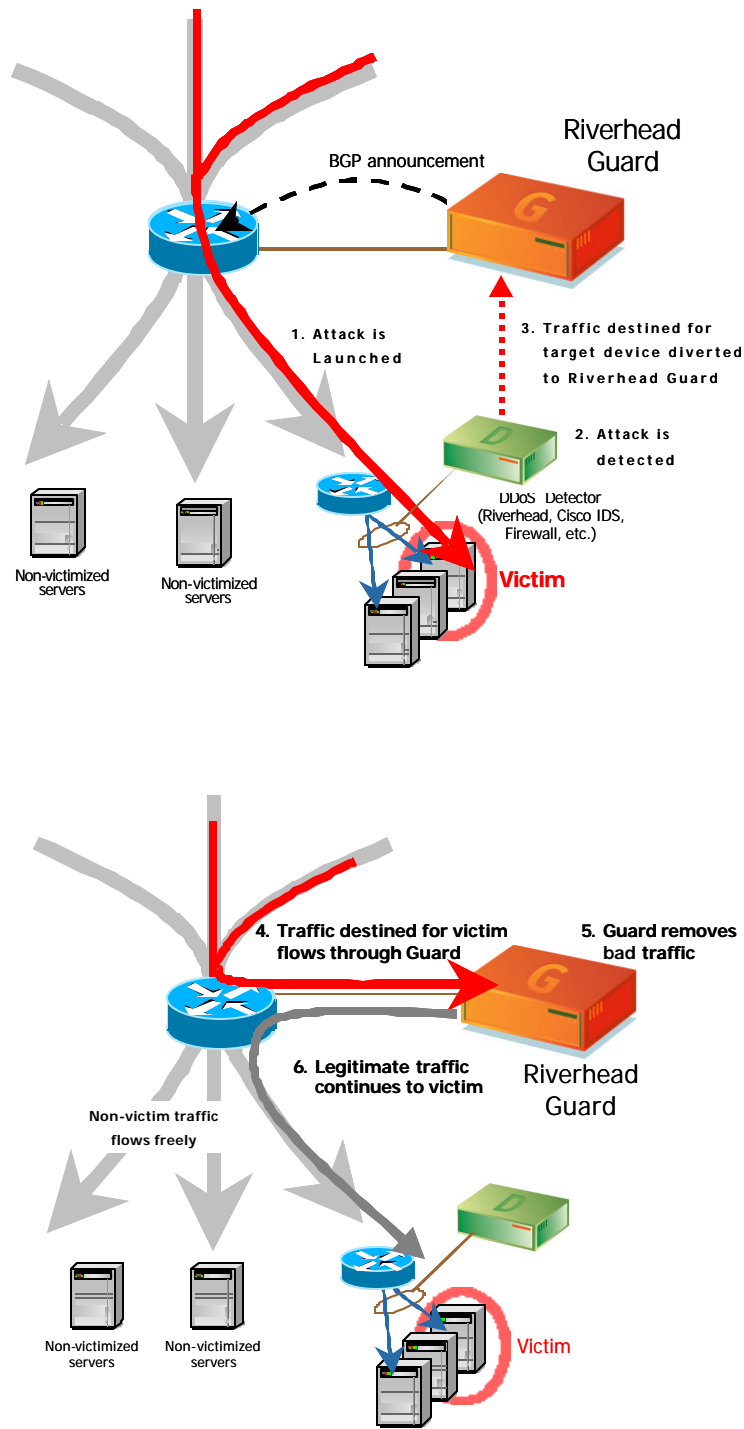 Riverhead
Guard
BGP announcement
G
1. Attack is
Launched
3. Traffic destined for
target device diverted
to Riverhead Guard
D
2. Attack is
detected
DDoS Detector
(Riverhead, Cisco IDS,
Firewall, etc.)
Non-victimized
servers
Non-victimized
servers
Victim
4. Traffic destined for victim
flows through Guard
5. Guard removes
bad traffic
G
6. Legitimate traffic
continues to victim
Riverhead
Guard
Non-victim traffic
flows freely
D
Non-victimized
servers
Non-victimized
servers
Victim